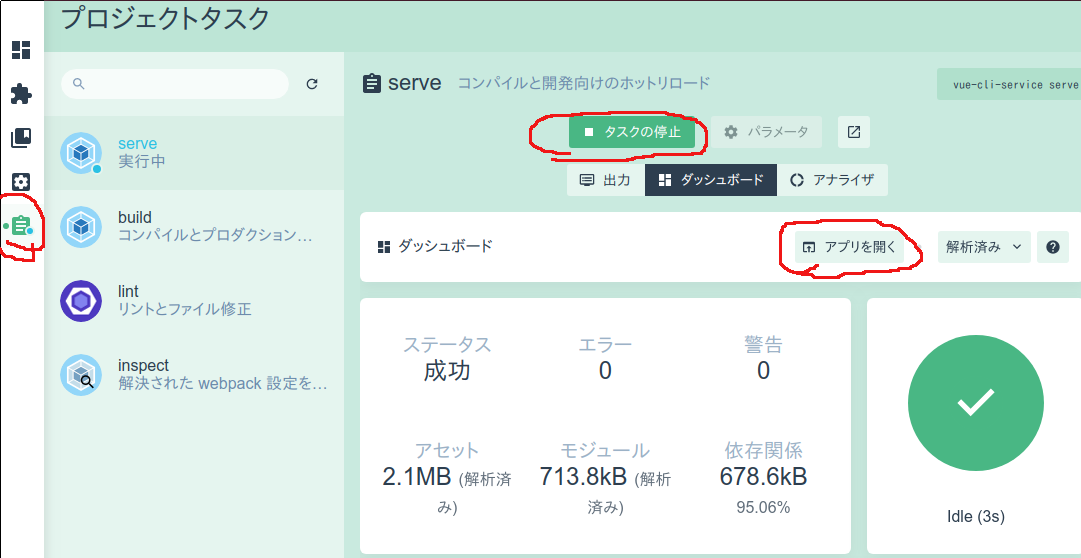 プロジェクトタスク
serve
実行中
build
コンパイルとプロダクション…
lint
リントとファイル修正
inspect
解決された webpack 設定を…
serve コンパイルと開発向けのホットリロード
vue-cli-service serve
タスクの停止 パラメータ
出力 ダッシュボード アナライザ
ダッシュボード アプリを開く 解析済み
ステータス エラー 警告
成功 0 0
アセット モジュール 依存関係
2.1MB (解析済み) 713.8kB (解析済み) 678.6kB
95.06%
Idle (3s)